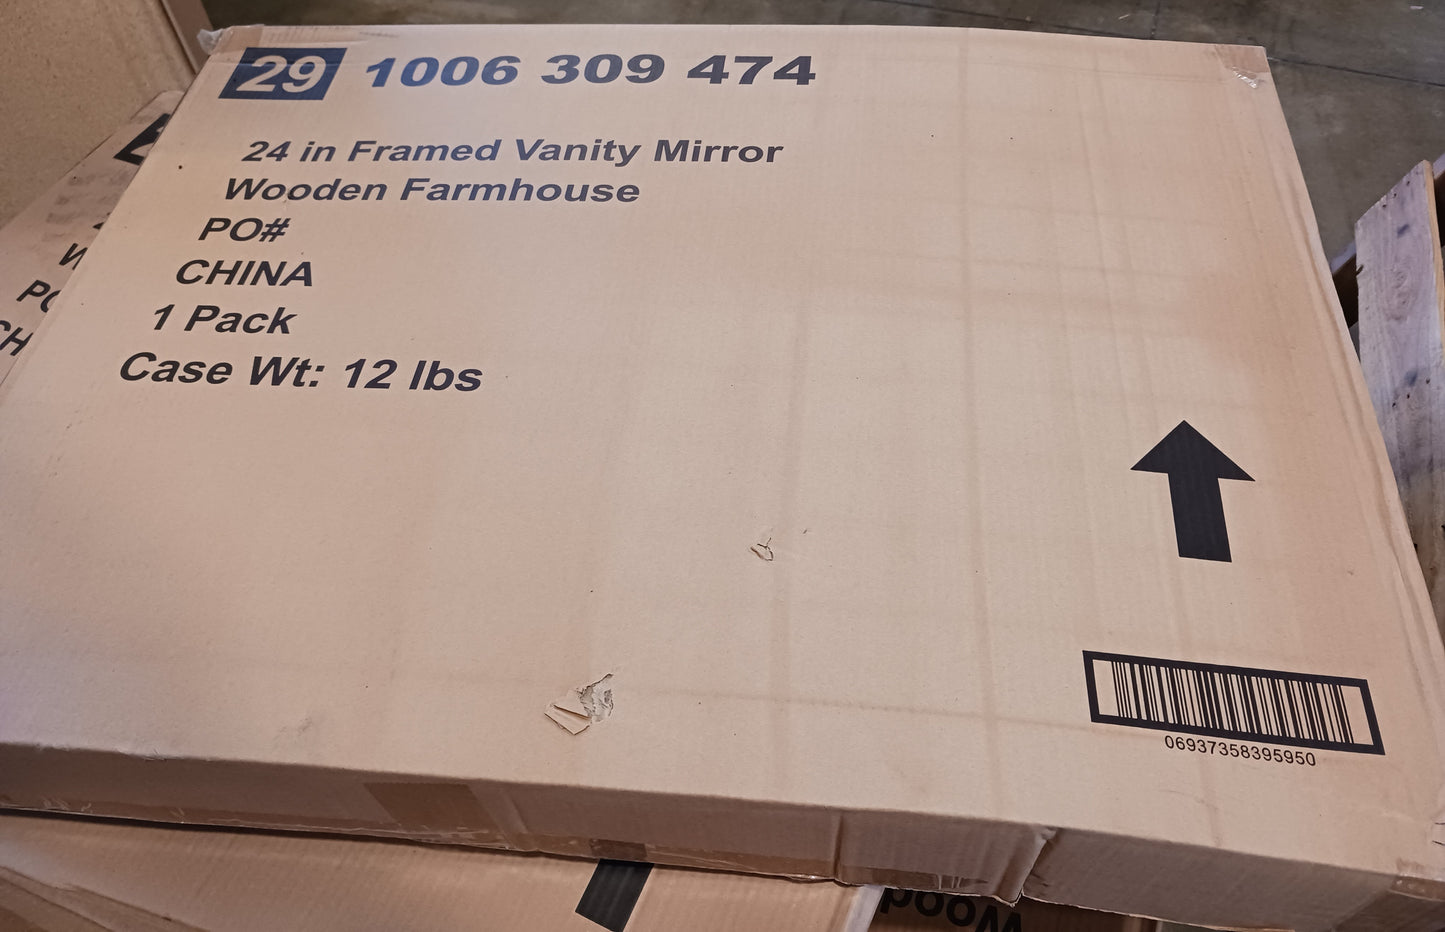 29 1006 309 474
24 in Framed Vanity Mirror
Wooden Farmhouse
PO#
CHINA
1 Pack
Case Wt: 12 lbs
06937358395950